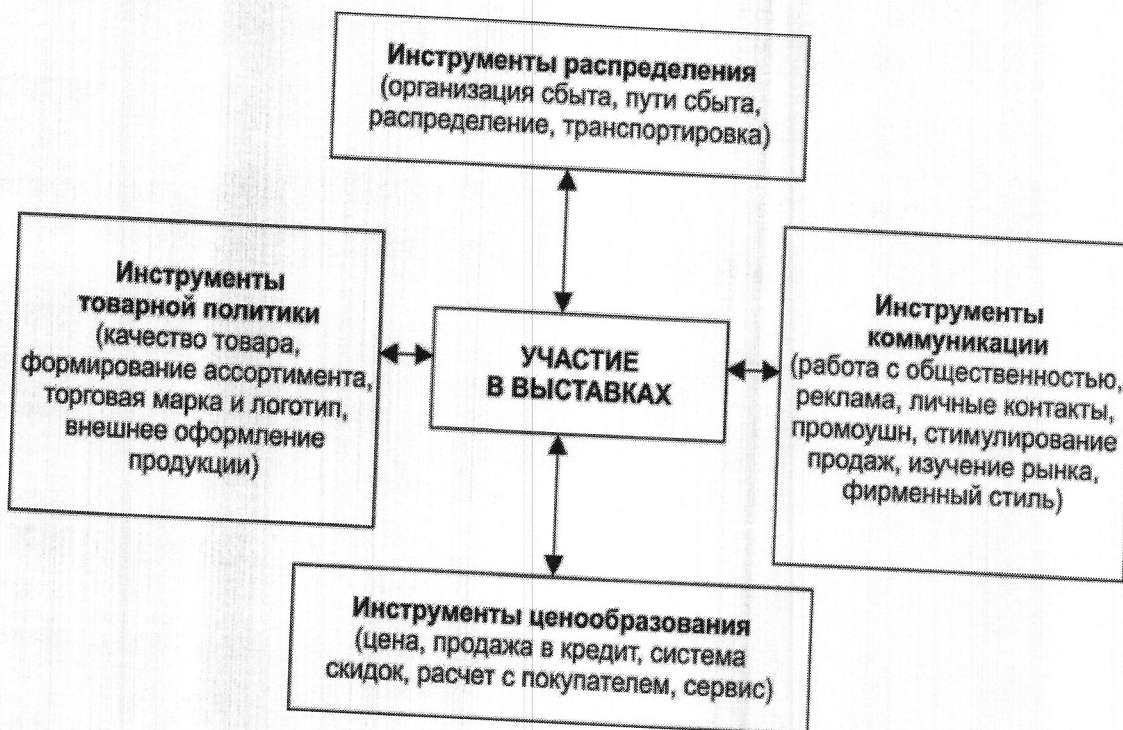 Инструменты распределения
(организация сбыта, пути сбыта,
распределение, транспортировка)
Инструменты
товарной политики
(качество товара,
формирование ассортимента,
торговая марка и логотип,
внешнее оформление
продукции)
УЧАСТИЕ
В ВЫСТАВКАХ
Инструменты
коммуникации
(работа с общественностью,
реклама, личные контакты,
промоушн, стимулирование
продаж, изучение рынка,
фирменный стиль)
Инструменты ценообразования
(цена, продажа в кредит, система
скидок, расчет с покупателем, сервис)